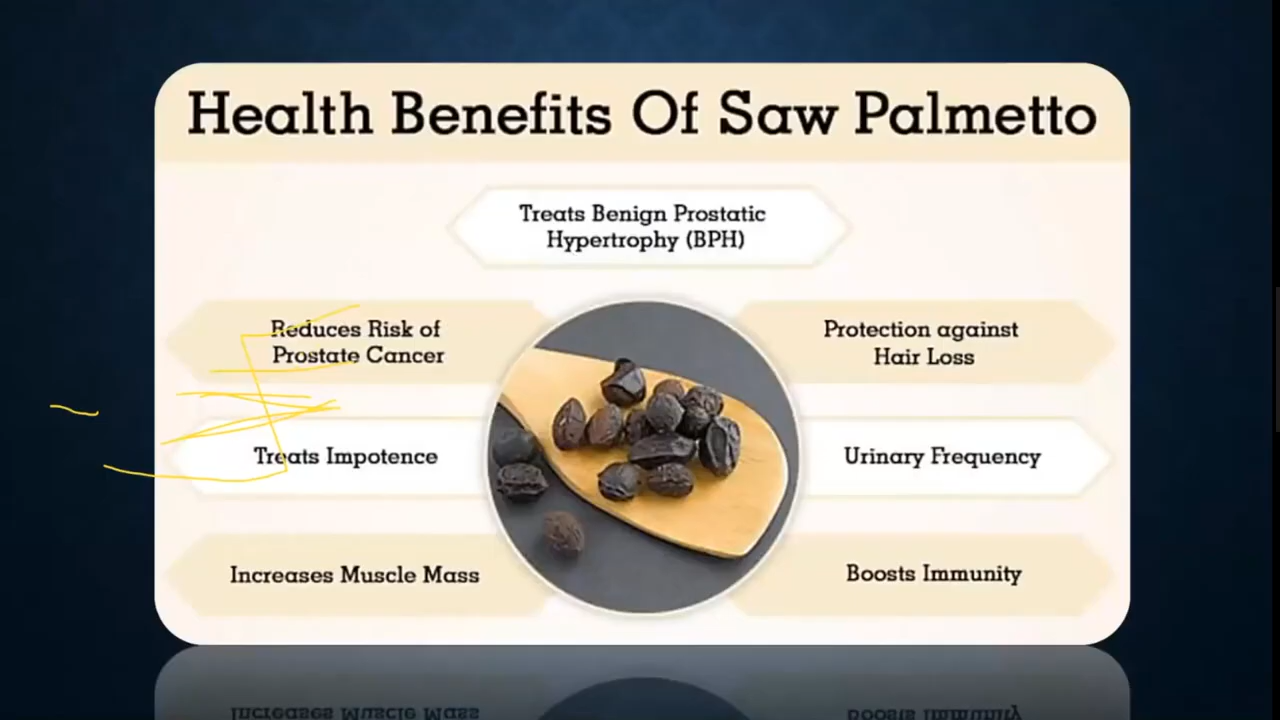 Health Benefits Of Saw Palmetto
Treats Benign Prostatic
Hypertrophy (BPH)
Reduces Risk of
Prostate Cancer
Protection against
Hair Loss
Treats Impotence
Urinary Frequency
Increases Muscle Mass
Boosts Immunity